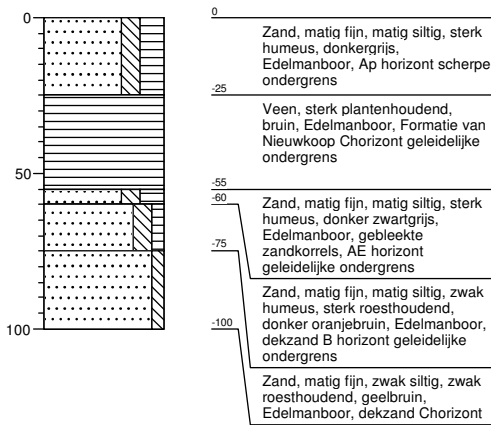 0
50
100
0
Zand, matig fijn, matig siltig, sterk
humeus, donkergrijs,
Edelmanboor, Ap horizont scherpe
ondergrens
-25
Veen, sterk plantenhoudend,
bruin, Edelmanboor, Formatie van
Nieuwkoop Chorizont geleidelijke
ondergrens
-55
-60
Zand, matig fijn, matig siltig, sterk
humeus, donker zwartgrijs,
Edelmanboor, gebleekte
zandkorrels, AE horizont
geleidelijke ondergrens
-75
Zand, matig fijn, matig siltig, zwak
humeus, sterk roesthoudend,
donker oranjebruin, Edelmanboor,
dekzand B horizont geleidelijke
ondergrens
-100
Zand, matig fijn, zwak siltig, zwak
roesthoudend, geelbruin,
Edelmanboor, dekzand Chorizont